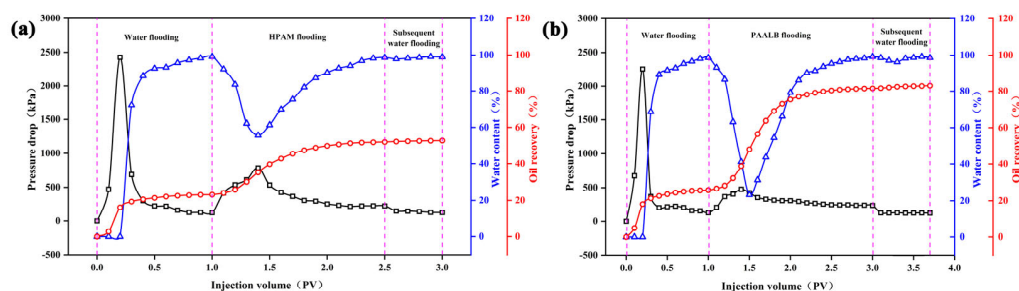 (a)
Water flooding
HPAM flooding
Subsequent
water flooding
Pressure drop (kPa)
3000
2500
2000
1500
1000
500
0
-500
0.0 0.5 1.0 1.5 2.0 2.5 3.0
Injection volume（PV）
120
100
80
60
40
20
0
Water content（%）
120
100
80
60
40
20
0
Oil recovery（%）
(b)
Water flooding
PAALB flooding
Subsequent
water flooding
Pressure drop (kPa)
3000
2500
2000
1500
1000
500
0
-500
0.0 0.5 1.0 1.5 2.0 2.5 3.0 3.5 4.0
Injection volume（PV）
120
100
80
60
40
20
0
Water content（%）
120
100
80
60
40
20
0
Oil recovery（%）